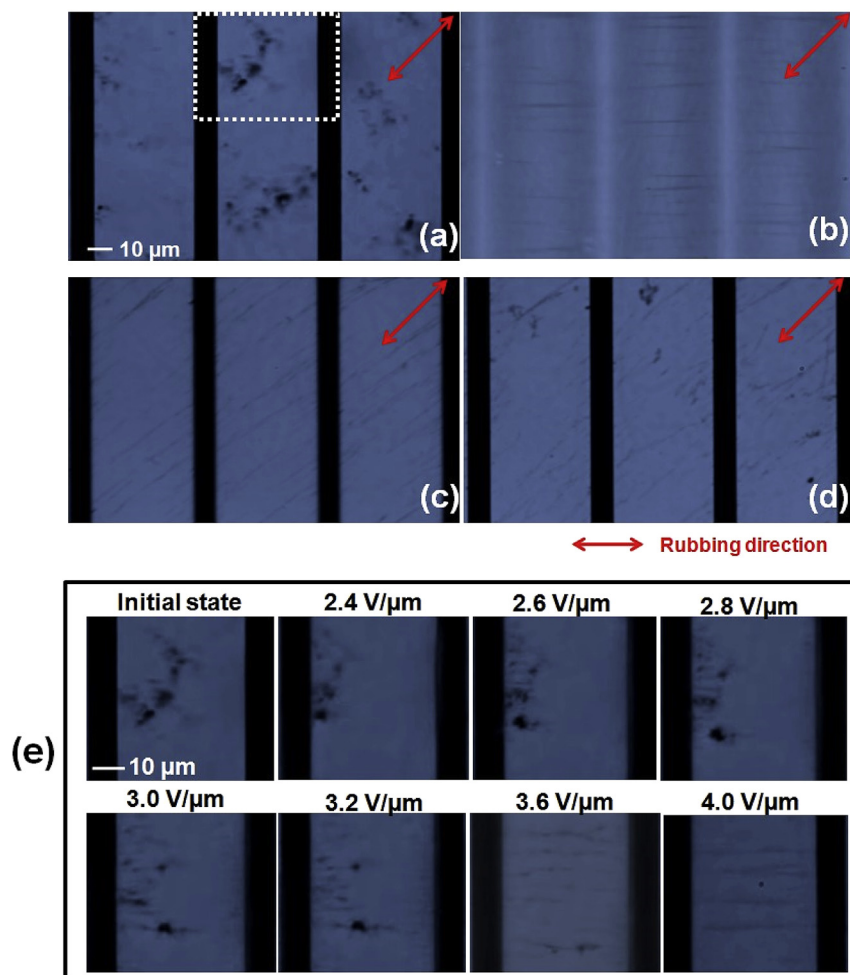 (a)
10 µm
(b)
(c)
(d)
Rubbing direction
(e)
Initial state
2.4 V/µm
2.6 V/µm
2.8 V/µm
10 µm
3.0 V/µm
3.2 V/µm
3.6 V/µm
4.0 V/µm